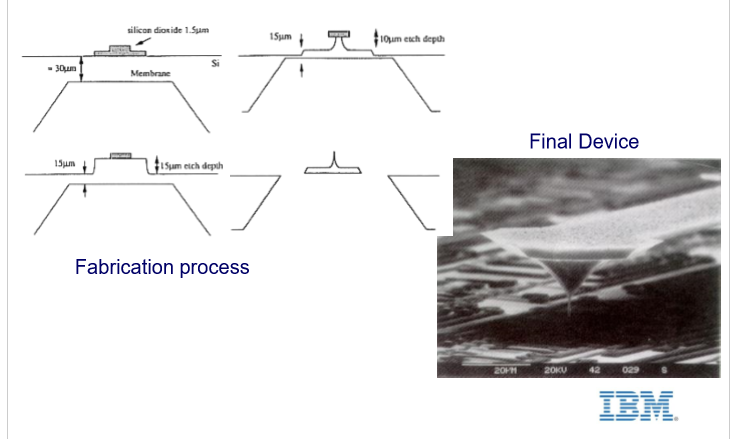 silicon dioxide 1.5μm
≈ 30μm
Membrane
Si
15μm
10μm etch depth
15μm
15μm etch depth
Fabrication process
Final Device
20μm 20KV 42 029 S
IBM